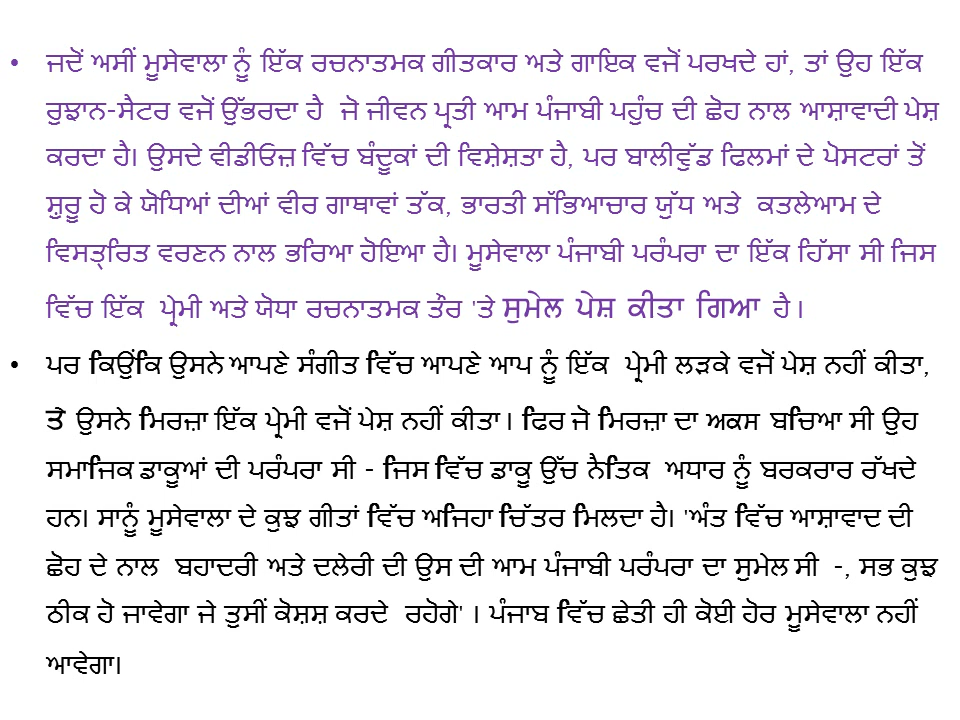 • ਜਦੋਂ ਅਸੀਂ ਮੂਸੇਵਾਲਾ ਨੂੰ ਇੱਕ ਰਚਨਾਤਮਕ ਗੀਤਕਾਰ ਅਤੇ ਗਾਇਕ ਵਜੋਂ ਪਰਖਦੇ ਹਾਂ, ਤਾਂ ਉਹ ਇੱਕ
ਰੁਝਾਨ-ਸੈਟਰ ਵਜੋਂ ਉੱਭਰਦਾ ਹੈ ਜੋ ਜੀਵਨ ਪ੍ਰਤੀ ਆਮ ਪੰਜਾਬੀ ਪਹੁੰਚ ਦੀ ਛੋਹ ਨਾਲ ਆਸ਼ਾਵਾਦੀ ਪੇਸ਼
ਕਰਦਾ ਹੈ। ਉਸਦੇ ਵੀਡੀਓਜ਼ ਵਿੱਚ ਬੰਦੂਕਾਂ ਦੀ ਵਿਸ਼ੇਸ਼ਤਾ ਹੈ, ਪਰ ਬਾਲੀਵੁੱਡ ਫਿਲਮਾਂ ਦੇ ਪੋਸਟਰਾਂ ਤੋਂ
ਸ਼ੁਰੂ ਹੋ ਕੇ ਯੋਧਿਆਂ ਦੀਆਂ ਵੀਰ ਗਾਥਾਵਾਂ ਤੱਕ, ਭਾਰਤੀ ਸੱਭਿਆਚਾਰ ਯੁੱਧ ਅਤੇ ਕਤਲੇਆਮ ਦੇ
ਵਿਸਤ੍ਰਿਤ ਵਰਣਨ ਨਾਲ ਭਰਿਆ ਹੋਇਆ ਹੈ। ਮੂਸੇਵਾਲਾ ਪੰਜਾਬੀ ਪਰੰਪਰਾ ਦਾ ਇੱਕ ਹਿੱਸਾ ਸੀ ਜਿਸ
ਵਿੱਚ ਇੱਕ ਪ੍ਰੇਮੀ ਅਤੇ ਯੋਧਾ ਰਚਨਾਤਮਕ ਤੌਰ 'ਤੇ ਸੁਮੇਲ ਪੇਸ਼ ਕੀਤਾ ਗਿਆ ਹੈ।
• ਪਰ ਕਿਉਂਕਿ ਉਸਨੇ ਆਪਣੇ ਸੰਗੀਤ ਵਿੱਚ ਆਪਣੇ ਆਪ ਨੂੰ ਇੱਕ ਪ੍ਰੇਮੀ ਲੜਕੇ ਵਜੋਂ ਪੇਸ਼ ਨਹੀਂ ਕੀਤਾ,
ਤੇ ਉਸਨੇ ਮਿਰਜ਼ਾ ਇੱਕ ਪ੍ਰੇਮੀ ਵਜੋਂ ਪੇਸ਼ ਨਹੀਂ ਕੀਤਾ। ਫਿਰ ਜੋ ਮਿਰਜ਼ਾ ਦਾ ਅਕਸ ਬਚਿਆ ਸੀ ਉਹ
ਸਮਾਜਿਕ ਡਾਕੂਆਂ ਦੀ ਪਰੰਪਰਾ ਸੀ - ਜਿਸ ਵਿੱਚ ਡਾਕੂ ਉੱਚ ਨੈਤਿਕ ਅਧਾਰ ਨੂੰ ਬਰਕਰਾਰ ਰੱਖਦੇ
ਹਨ। ਸਾਨੂੰ ਮੂਸੇਵਾਲਾ ਦੇ ਕੁਝ ਗੀਤਾਂ ਵਿੱਚ ਅਜਿਹਾ ਚਿੱਤਰ ਮਿਲਦਾ ਹੈ। 'ਅੰਤ ਵਿੱਚ ਆਸ਼ਾਵਾਦ ਦੀ
ਛੋਹ ਦੇ ਨਾਲ ਬਹਾਦਰੀ ਅਤੇ ਦਲੇਰੀ ਦੀ ਉਸ ਦੀ ਆਮ ਪੰਜਾਬੀ ਪਰੰਪਰਾ ਦਾ ਸੁਮੇਲ ਸੀ -, ਸਭ ਕੁਝ
ਠੀਕ ਹੋ ਜਾਵੇਗਾ ਜੇ ਤੁਸੀਂ ਕੋਸ਼ਸ਼ ਕਰਦੇ ਰਹੋਗੇ'। ਪੰਜਾਬ ਵਿੱਚ ਛੇਤੀ ਹੀ ਕੋਈ ਹੋਰ ਮੂਸੇਵਾਲਾ ਨਹੀਂ
ਆਵੇਗਾ।